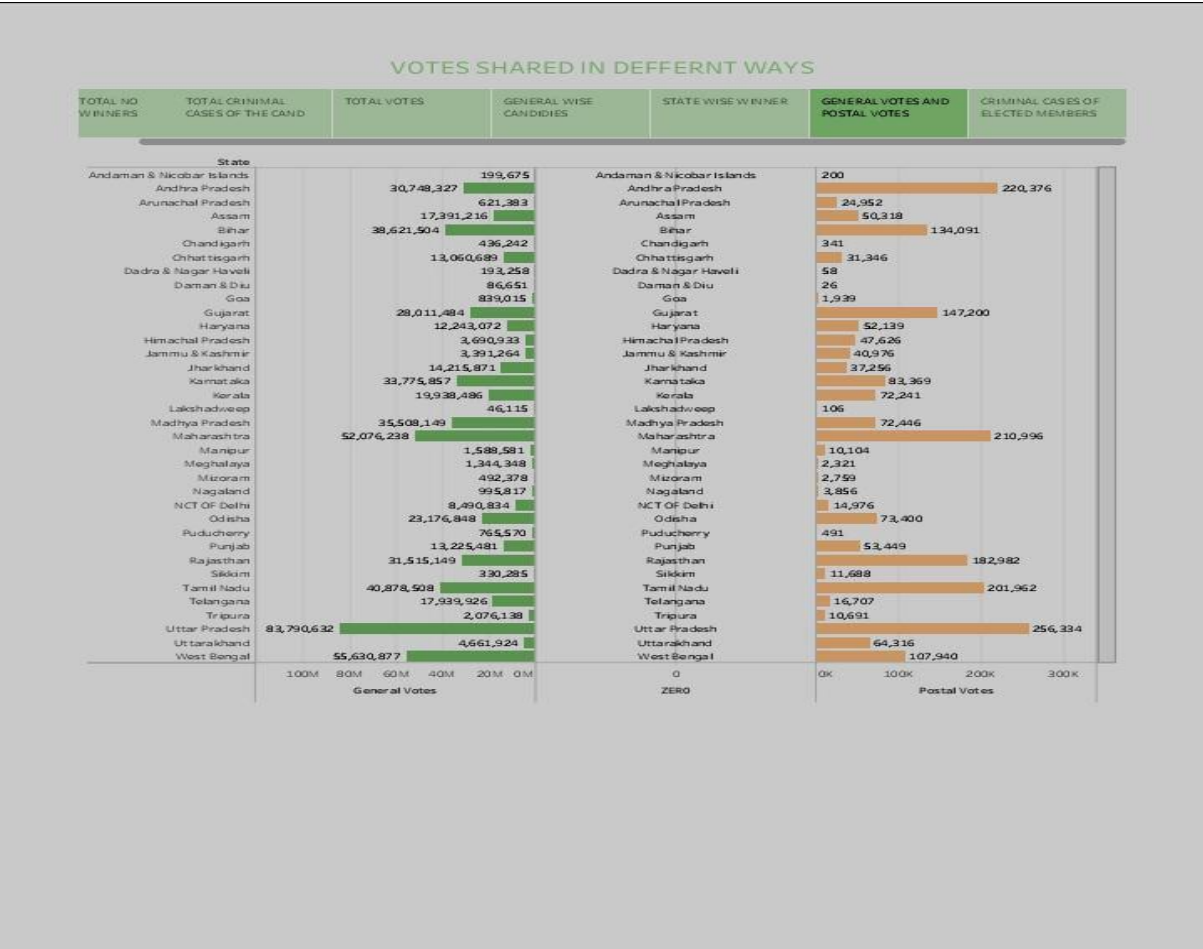 VOTES SHARED IN DEFFERNT WAYS
TOTAL NO WINNERS
TOTAL CRINIMAL CASES OF THE CAND
TOTAL VOTES
GENERAL WISE CANDIDIES
STATE WISE WINNER
GENERAL VOTES AND POSTAL VOTES
CRIMINAL CASES OF ELECTED MEMBERS
State
Andaman & Nicobar Islands 199,675 Andaman & Nicobar Islands 200
Andhra Pradesh 30,748,327 Andhra Pradesh 220,376
Arunachal Pradesh 621,383 Arunachal Pradesh 24,952
Assam 17,391,216 Assam 50,318
Bihar 38,621,504 Bihar 134,091
Chandigarh 436,242 Chandigarh 341
Chhattisgarh 13,060,689 Chhattisgarh 31,346
Dadra & Nagar Haveli 193,258 Dadra & Nagar Haveli 58
Daman & Diu 86,651 Daman & Diu 26
Goa 839,015 Goa 1,939
Gujarat 28,011,484 Gujarat 147,200
Haryana 12,243,072 Haryana 52,139
Himachal Pradesh 3,690,933 Himachal Pradesh 47,626
Jammu & Kashmir 3,391,264 Jammu & Kashmir 40,976
Jharkhand 14,215,871 Jharkhand 37,256
Karnataka 33,775,857 Karnataka 83,369
Kerala 19,938,486 Kerala 72,241
Lakshadweep 46,115 Lakshadweep 106
Madhya Pradesh 35,508,149 Madhya Pradesh 72,446
Maharashtra 52,076,238 Maharashtra 210,996
Manipur 1,588,581 Manipur 10,104
Meghalaya 1,344,348 Meghalaya 2,321
Mizoram 492,378 Mizoram 2,759
Nagaland 995,817 Nagaland 3,856
NCT OF Delhi 8,490,834 NCT OF Delhi 14,976
Odisha 23,176,848 Odisha 73,400
Puducherry 765,570 Puducherry 491
Punjab 13,225,481 Punjab 53,449
Rajasthan 31,515,149 Rajasthan 182,982
Sikkim 330,285 Sikkim 11,688
Tamil Nadu 40,878,508 Tamil Nadu 201,962
Telangana 17,939,926 Telangana 16,707
Tripura 2,076,138 Tripura 10,691
Uttar Pradesh 83,790,632 Uttar Pradesh 256,334
Uttarakhand 4,661,924 Uttarakhand 64,316
West Bengal 55,630,877 West Bengal 107,940
100M 80M 60M 40M 20M 0M 0 0K 100K 200K 300K
General Votes ZERO Postal Votes